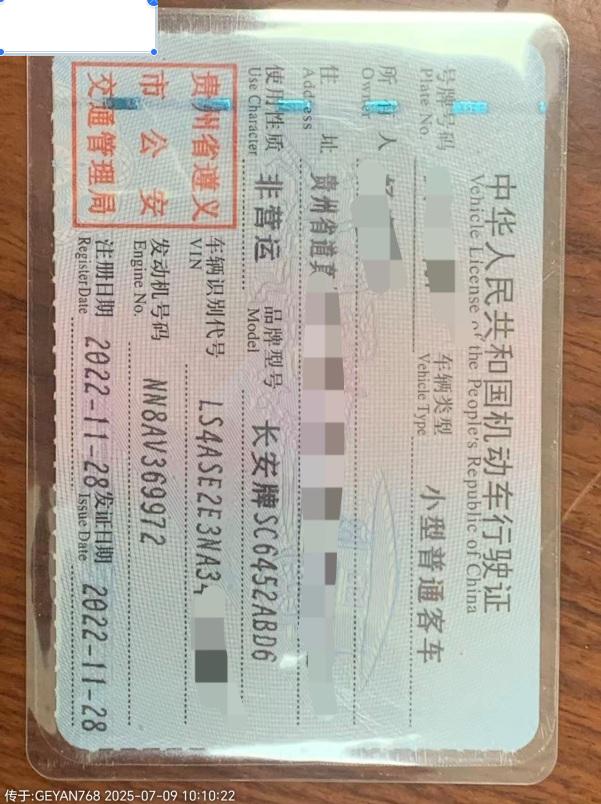 中华人民共和国机动车行驶证
Vehicle License of the People's Republic of China
号牌号码
Plate No.
车辆类型
Vehicle Type
小型普通客车
所有人
Owner
住址
Address
贵州省道真
使用性质
Use Character
非营运
品牌型号
Model
长安牌SC6452ABD6
车辆识别代号
VIN
LS4ASE2E3NA34
发动机号码
Engine No.
NN8AV369972
注册日期
Register Date
2022-11-28
发证日期
Issue Date
2022-11-28
贵州省遵义
市公安
交通管理局
传于:GEYAN768 2025-07-09 10:10:22